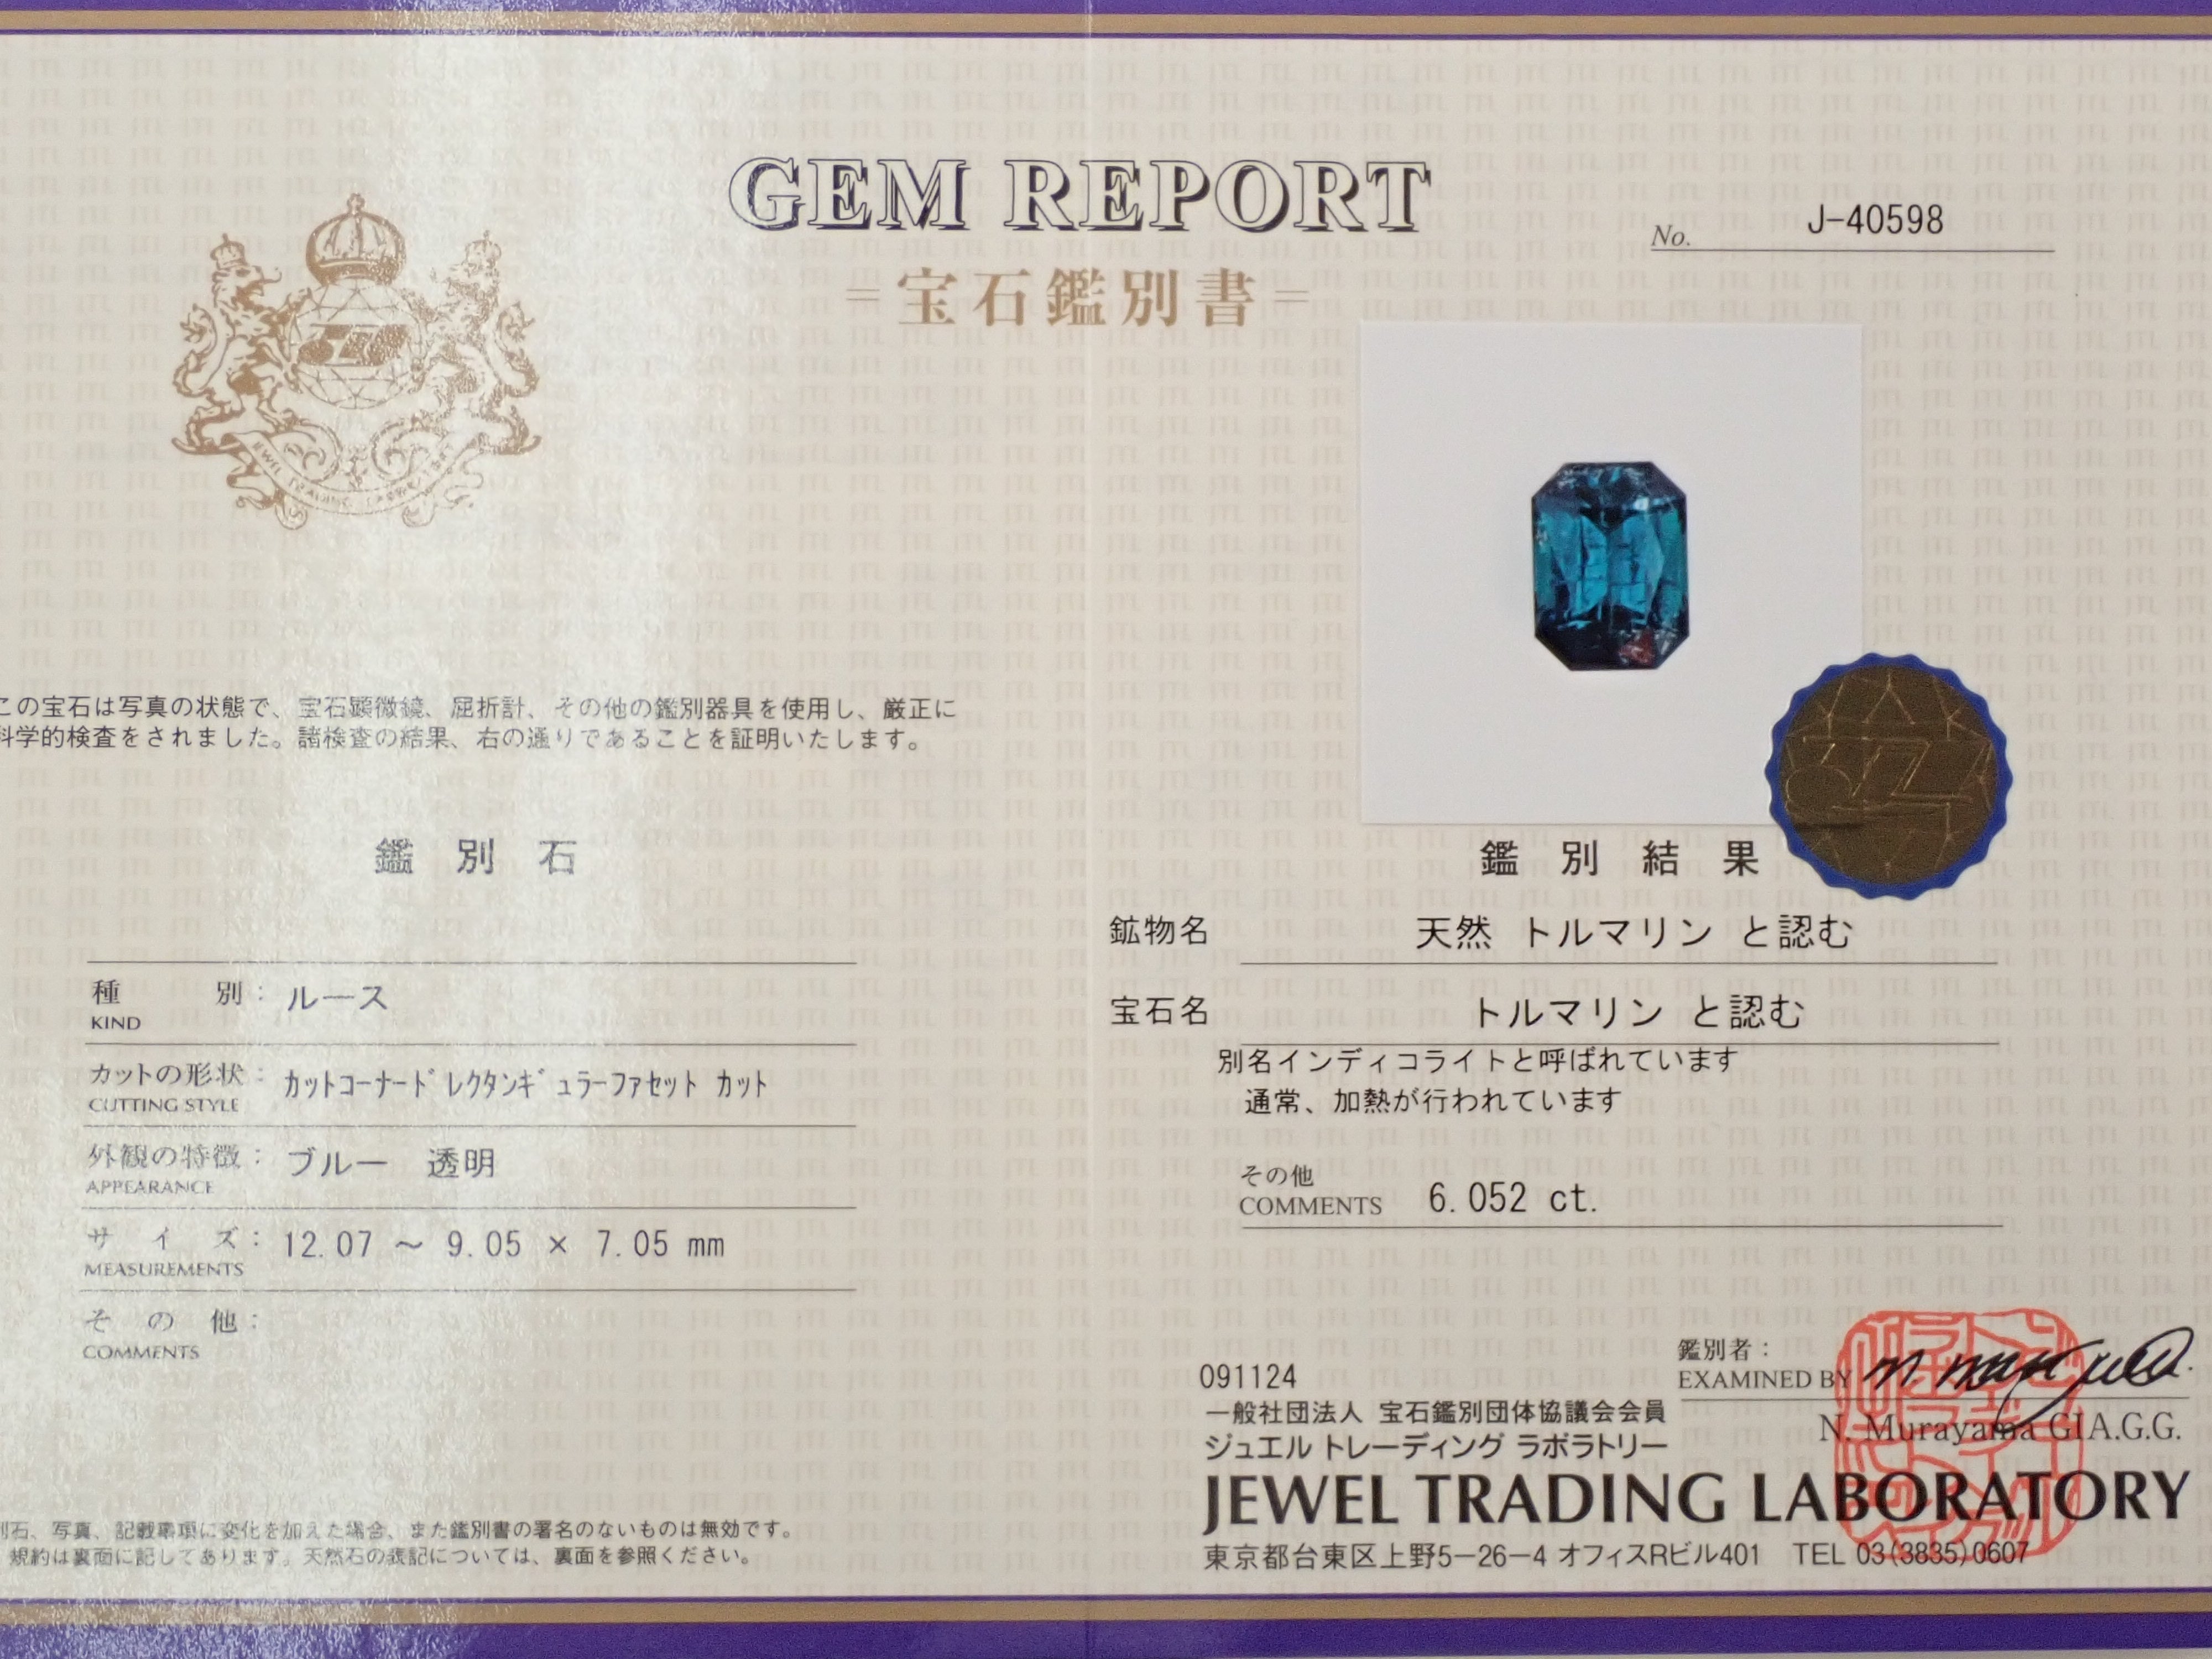 GEM REPORT
=宝石鑑別書=
No. J-40598
この宝石は写真の状態で、宝石顕微鏡、屈折計、その他の鑑別器具を使用し、厳正に
科学的検査をされました。諸検査の結果、右の通りであることを証明いたします。
鑑別石
種別: ルース
KIND
カットの形状: カットコーナード レクタンギュラーファセット カット
CUTTING STYLE
外観の特徴: ブルー 透明
APPEARANCE
サイズ: 12.07 ～ 9.05 × 7.05 mm
MEASUREMENTS
その他:
COMMENTS
石、写真、記載事項に変化を加えた場合、また鑑別書の署名のないものは無効です。
規約は裏面に記してあります。天然石の表記については、裏面を参照ください。
鑑別結果
鉱物名 天然 トルマリン と認む
宝石名 トルマリン と認む
別名インディコライトと呼ばれています
通常、加熱が行われています
その他
COMMENTS 6.052 ct.
鑑別者:
EXAMINED BY
N. Murayama GIA.G.G.
091124
一般社団法人 宝石鑑別団体協議会会員
ジュエル トレーディング ラボラトリー
JEWEL TRADING LABORATORY
東京都台東区上野5－26－4 オフィスRビル401 TEL 03(3835)0607